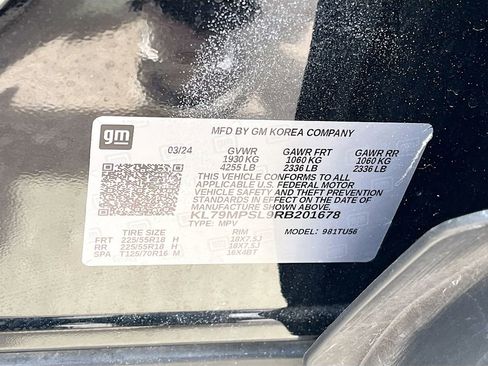 gm
MFD BY GM KOREA COMPANY
03/24 GVWR GAWR FRT GAWR RR
1930 KG 1060 KG 1060 KG
4255 LB 2336 LB 2336 LB
THIS VEHICLE CONFORMS TO ALL
APPLICABLE U.S. FEDERAL MOTOR
VEHICLE SAFETY AND THEFT PREVENTION
STANDARDS IN EFFECT ON THE DATE OF
MANUFACTURE SHOWN ABOVE.
KL79MPSL9RB201678
TYPE: MPV
TIRE SIZE RIM MODEL: 981TU56
FRT 225/55R18 H 18X7.5J
RR 225/55R18 H 18X7.5J
SPA T125/70R16 M 16X4BT